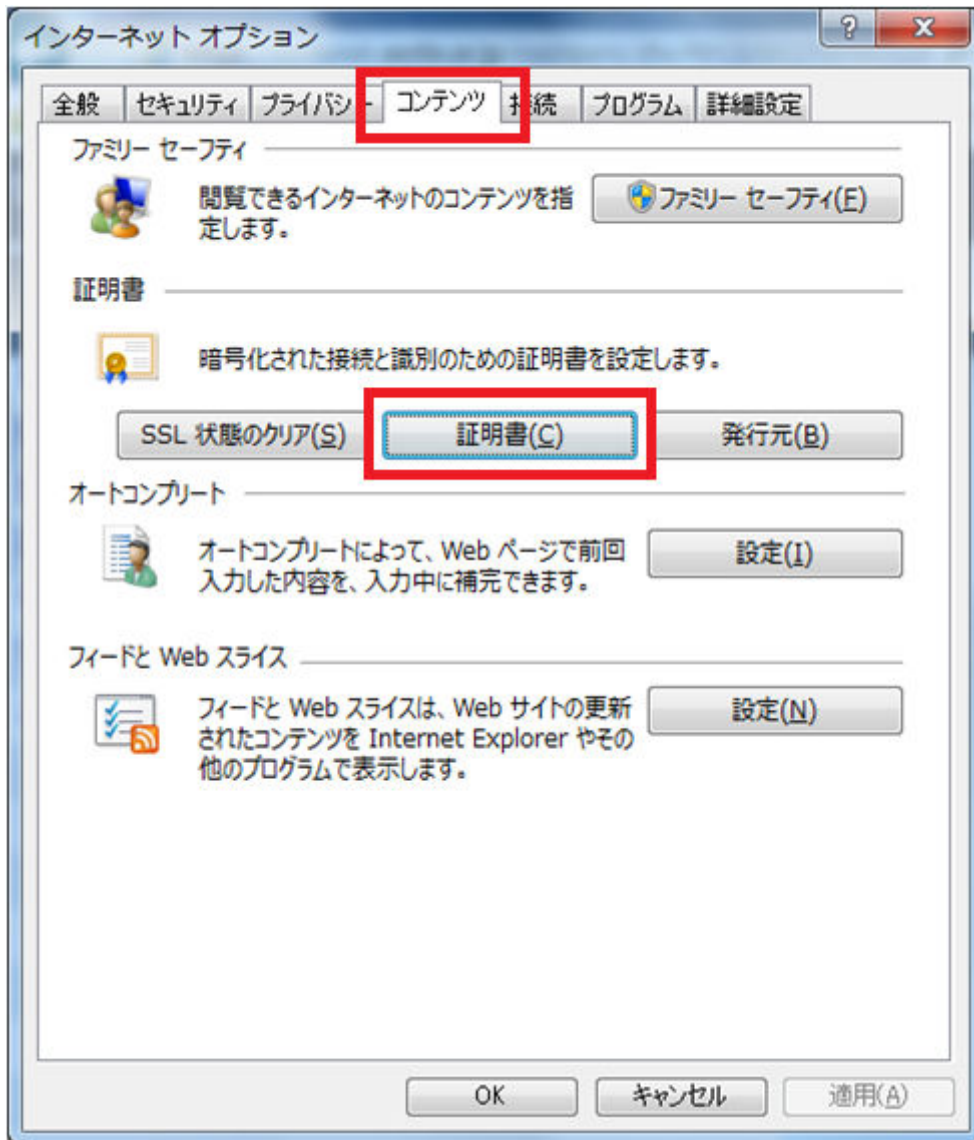 インターネット オプション
?
全般 セキュリティ プライバシー コンテンツ 接続 プログラム 詳細設定
ファミリー セーフティ
閲覧できるインターネットのコンテンツを指
定します。
ファミリー セーフティ(F)
証明書
暗号化された接続と識別のための証明書を設定します。
SSL 状態のクリア(S) 証明書(C) 発行元(B)
オートコンプリート
オートコンプリートによって、Web ページで前回
入力した内容を、入力中に補完できます。
設定(I)
フィードと Web スライス
フィードと Web スライスは、Web サイトの更新
されたコンテンツを Internet Explorer やその
他のプログラムで表示します。
設定(N)
OK キャンセル 適用(A)